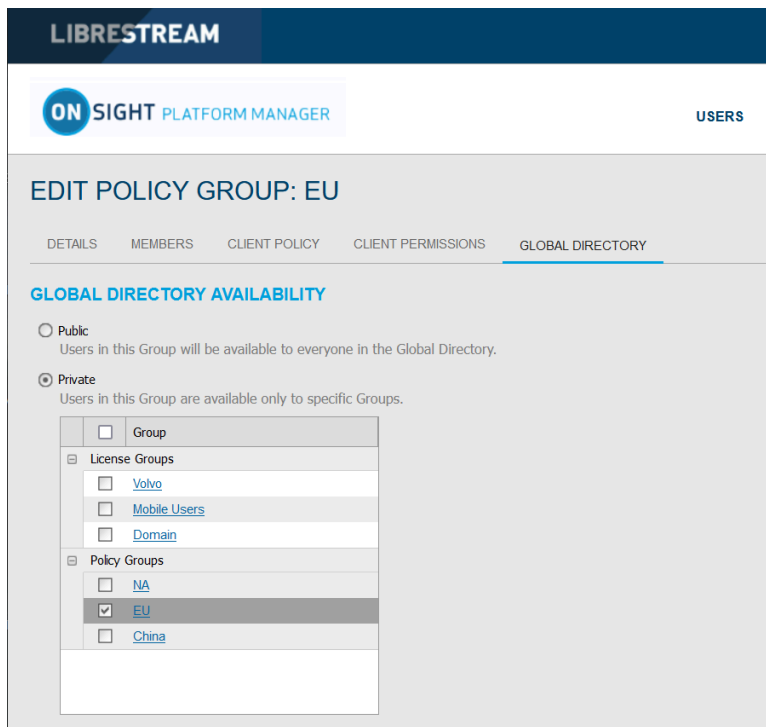 LIBRESTREAM
ON SIGHT PLATFORM MANAGER
USERS
EDIT POLICY GROUP: EU
DETAILS MEMBERS CLIENT POLICY CLIENT PERMISSIONS GLOBAL DIRECTORY
GLOBAL DIRECTORY AVAILABILITY
Public
Users in this Group will be available to everyone in the Global Directory.
Private
Users in this Group are available only to specific Groups.
Group
License Groups
Volvo
Mobile Users
Domain
Policy Groups
NA
EU
China